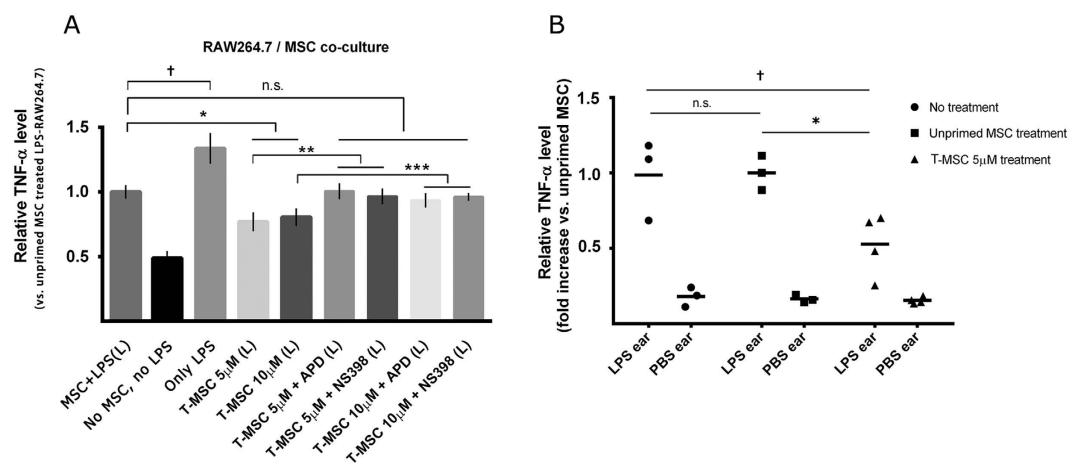 A
RAW264.7 / MSC co-culture
Relative TNF-α level
(vs. unprimed MSC treated LPS-RAW264.7)
1.5
1.0
0.5
†
n.s.
*
**
***
MSC+LPS(L)
No MSC, no LPS
Only LPS
T-MSC 5μM (L)
T-MSC 10μM (L)
T-MSC 5μM + APD (L)
T-MSC 5μM + NS398 (L)
T-MSC 10μM + APD (L)
T-MSC 10μM + NS398 (L)
B
Relative TNF-α level
(fold increase vs. unprimed MSC)
1.5
1.0
0.5
0.0
†
n.s.
*
No treatment
Unprimed MSC treatment
T-MSC 5μM treatment
LPS ear
PBS ear
LPS ear
PBS ear
LPS ear
PBS ear